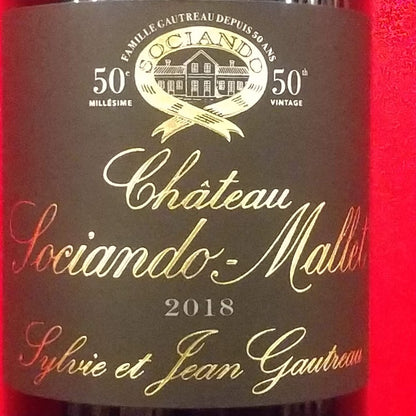 FAMILLE GAUTREAU DEPUIS 50 ANS
SOCIANDO
50e
MILLÉSIME
50th
VINTAGE
Château
Sociando-Mallet
2018
Sylvie et Jean Gautreau